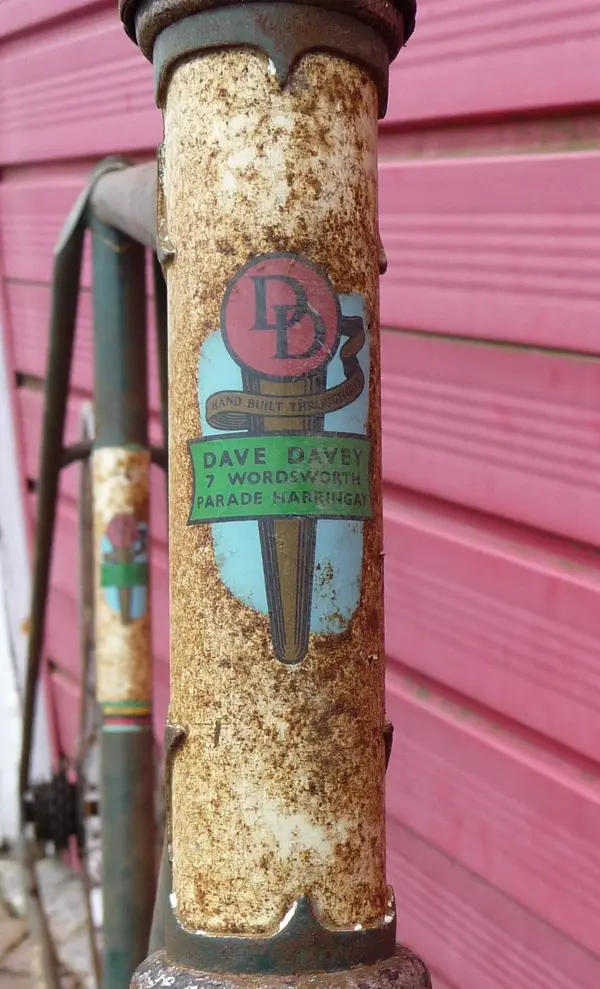 DD
HAND BUILT THROUGHOUT
DAVE DAVEY
7 WORDSWORTH
PARADE HARRINGAY